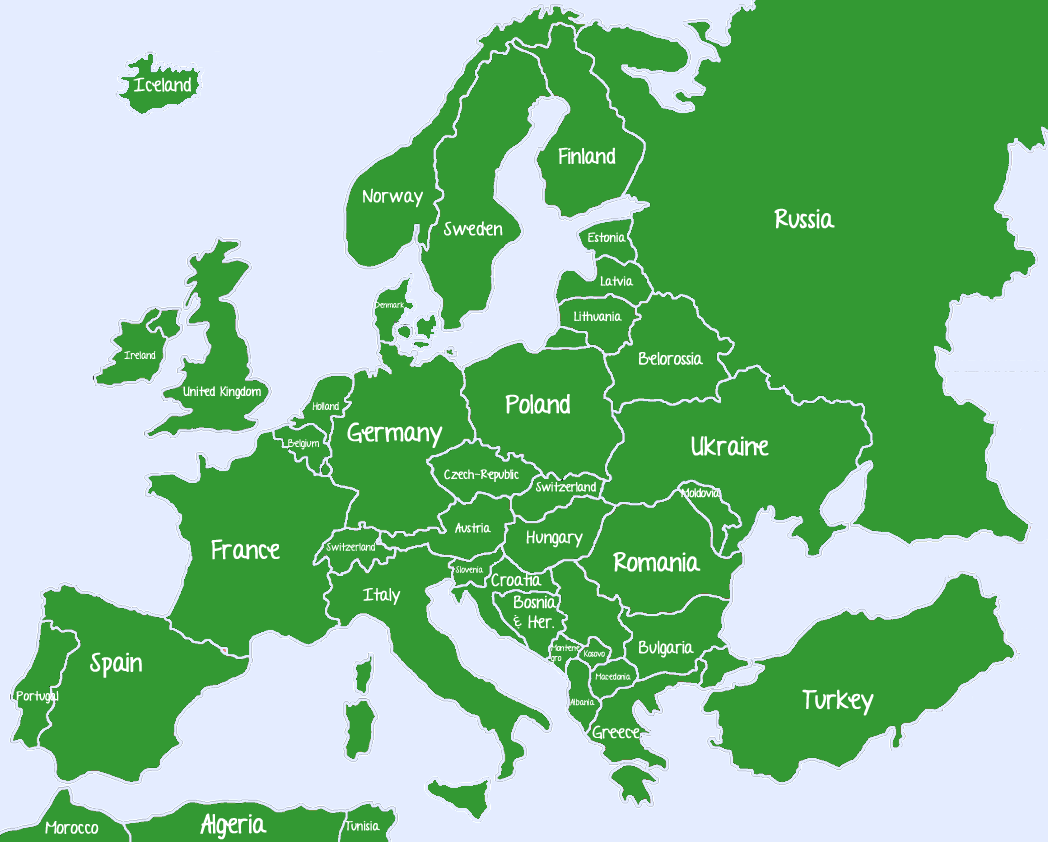 Iceland
Finland
Norway
Russia
Sweden
Estonia
Latvia
Denmark
Lithuania
Ireland
Belorossia
United Kingdom
Holland
Poland
Germany
Belgium
Ukraine
Czech-Republic
Switzerland
Moldovia
Austria
Hungary
France
Switzerland
Romania
Slovenia
Croatia
Italy
Bosnia
& Her.
Bulgaria
Montene
gro
Kosovo
Spain
Macedonia
Portugal
Albania
Turkey
Greece
Morocco
Algeria
Tunisia